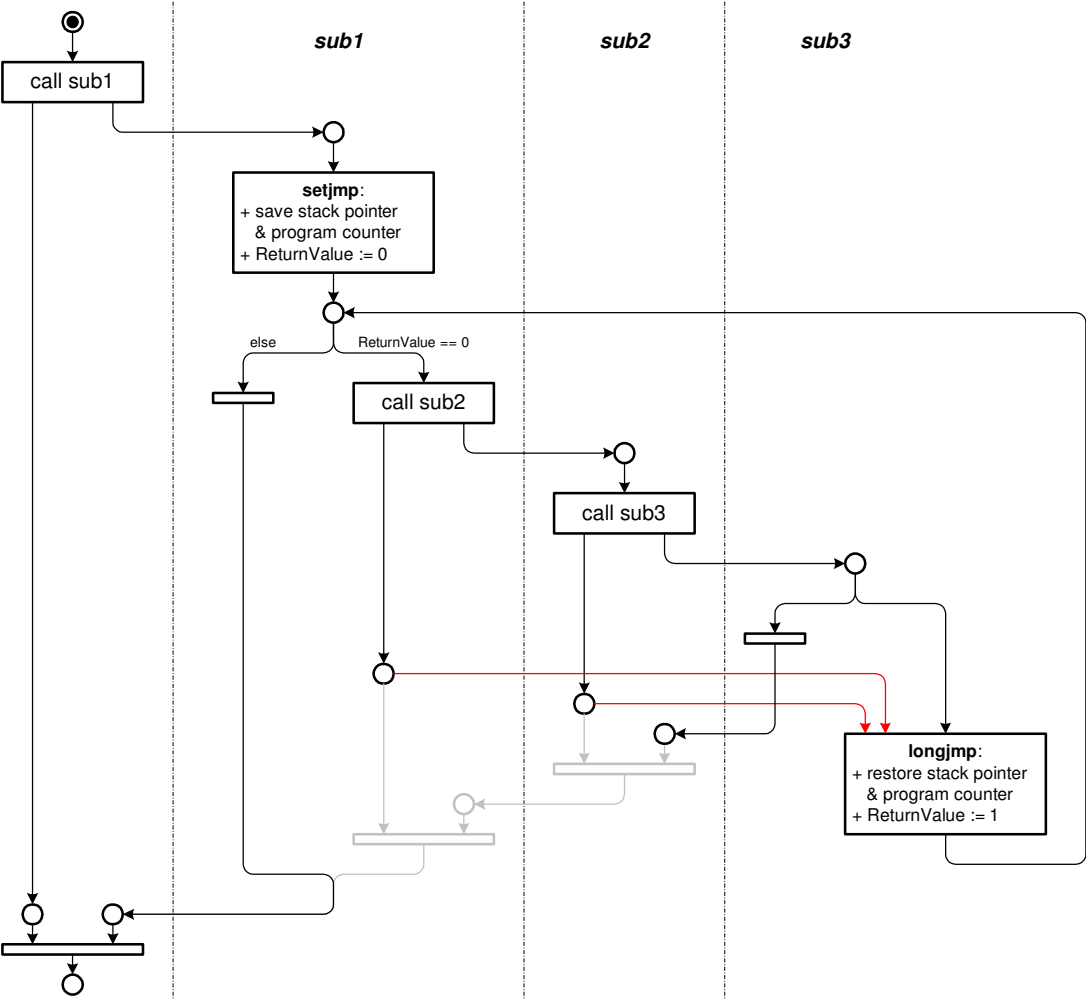 sub1
sub2
sub3
call sub1
setjmp:
+ save stack pointer
& program counter
+ ReturnValue := 0
else
ReturnValue == 0
call sub2
call sub3
longjmp:
+ restore stack pointer
& program counter
+ ReturnValue := 1